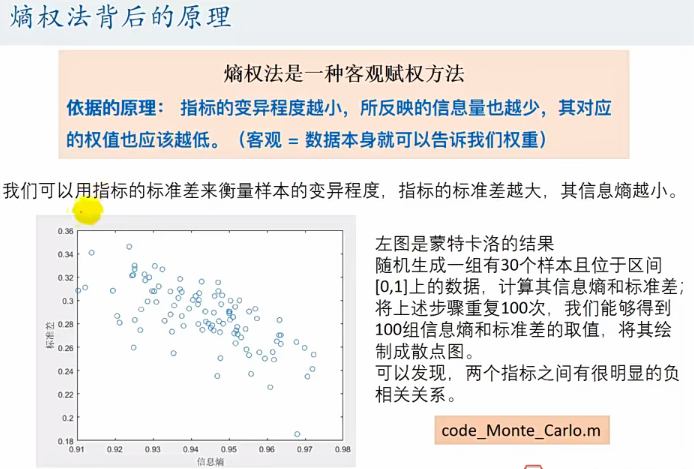 熵权法背后的原理
熵权法是一种客观赋权方法
依据的原理： 指标的变异程度越小，所反映的信息量也越少，其对应
的权值也应该越低。（客观 = 数据本身就可以告诉我们权重）
我们可以用指标的标准差来衡量样本的变异程度，指标的标准差越大，其信息熵越小。
0.36
0.34
0.32
0.3
0.28
0.26
0.24
0.22
0.2
0.18
标准差
0.91 0.92 0.93 0.94 0.95 0.96 0.97 0.98
信息熵
左图是蒙特卡洛的结果
随机生成一组有30个样本且位于区间
[0,1]上的数据，计算其信息熵和标准差；
将上述步骤重复100次，我们能够得到
100组信息熵和标准差的取值，将其绘
制成散点图。
可以发现，两个指标之间有很明显的负
相关关系。
code_Monte_Carlo.m